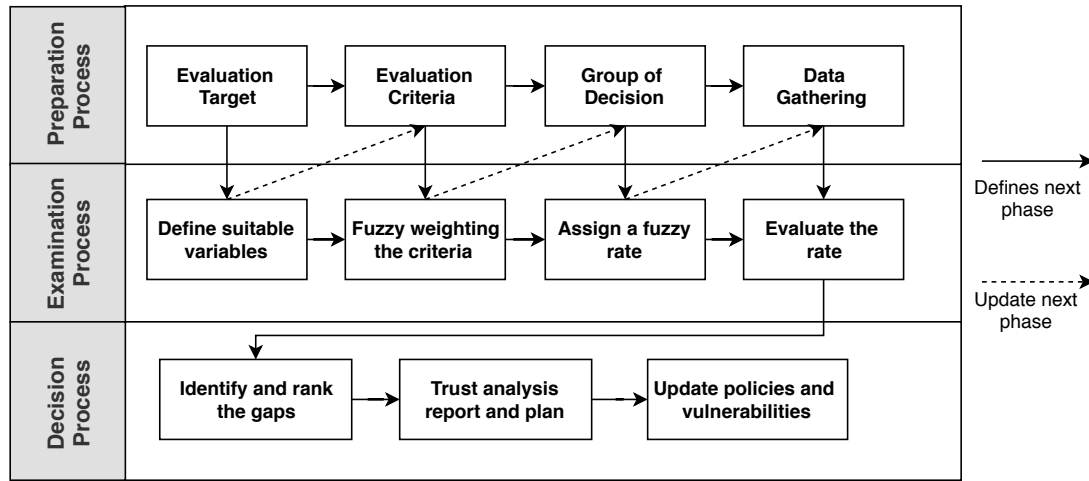 Preparation
Process
Evaluation
Target
Evaluation
Criteria
Group of
Decision
Data
Gathering
Examination
Process
Define suitable
variables
Fuzzy weighting
the criteria
Assign a fuzzy
rate
Evaluate the
rate
Decision
Process
Identify and rank
the gaps
Trust analysis
report and plan
Update policies and
vulnerabilities
Defines next
phase
Update next
phase